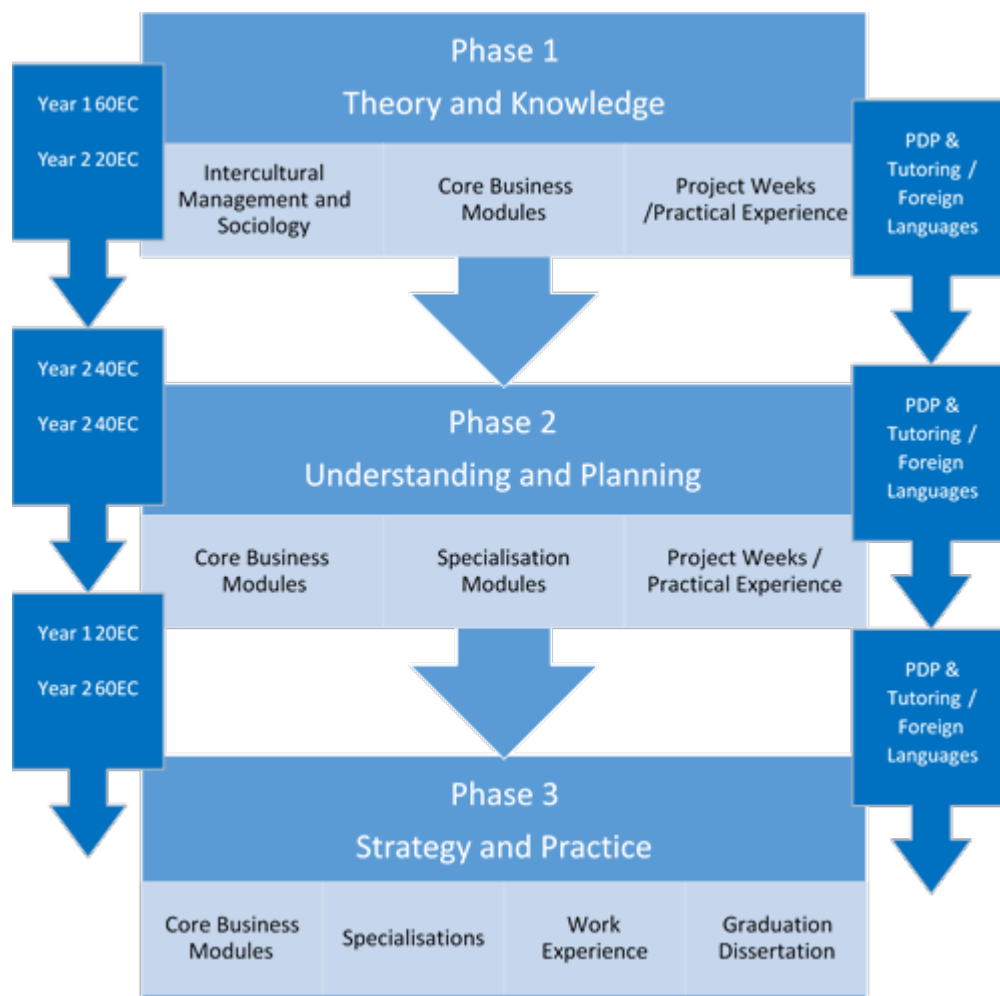 Phase 1
Theory and Knowledge
Year 1 60EC
Year 2 20EC
Intercultural
Management and
Sociology
Core Business
Modules
Project Weeks
/Practical Experience
PDP &
Tutoring /
Foreign
Languages
Phase 2
Understanding and Planning
Year 2 40EC
Year 2 40EC
Core Business
Modules
Specialisation
Modules
Project Weeks /
Practical Experience
PDP &
Tutoring /
Foreign
Languages
Year 1 20EC
Year 2 60EC
PDP &
Tutoring /
Foreign
Languages
Phase 3
Strategy and Practice
Core Business
Modules
Specialisations
Work
Experience
Graduation
Dissertation